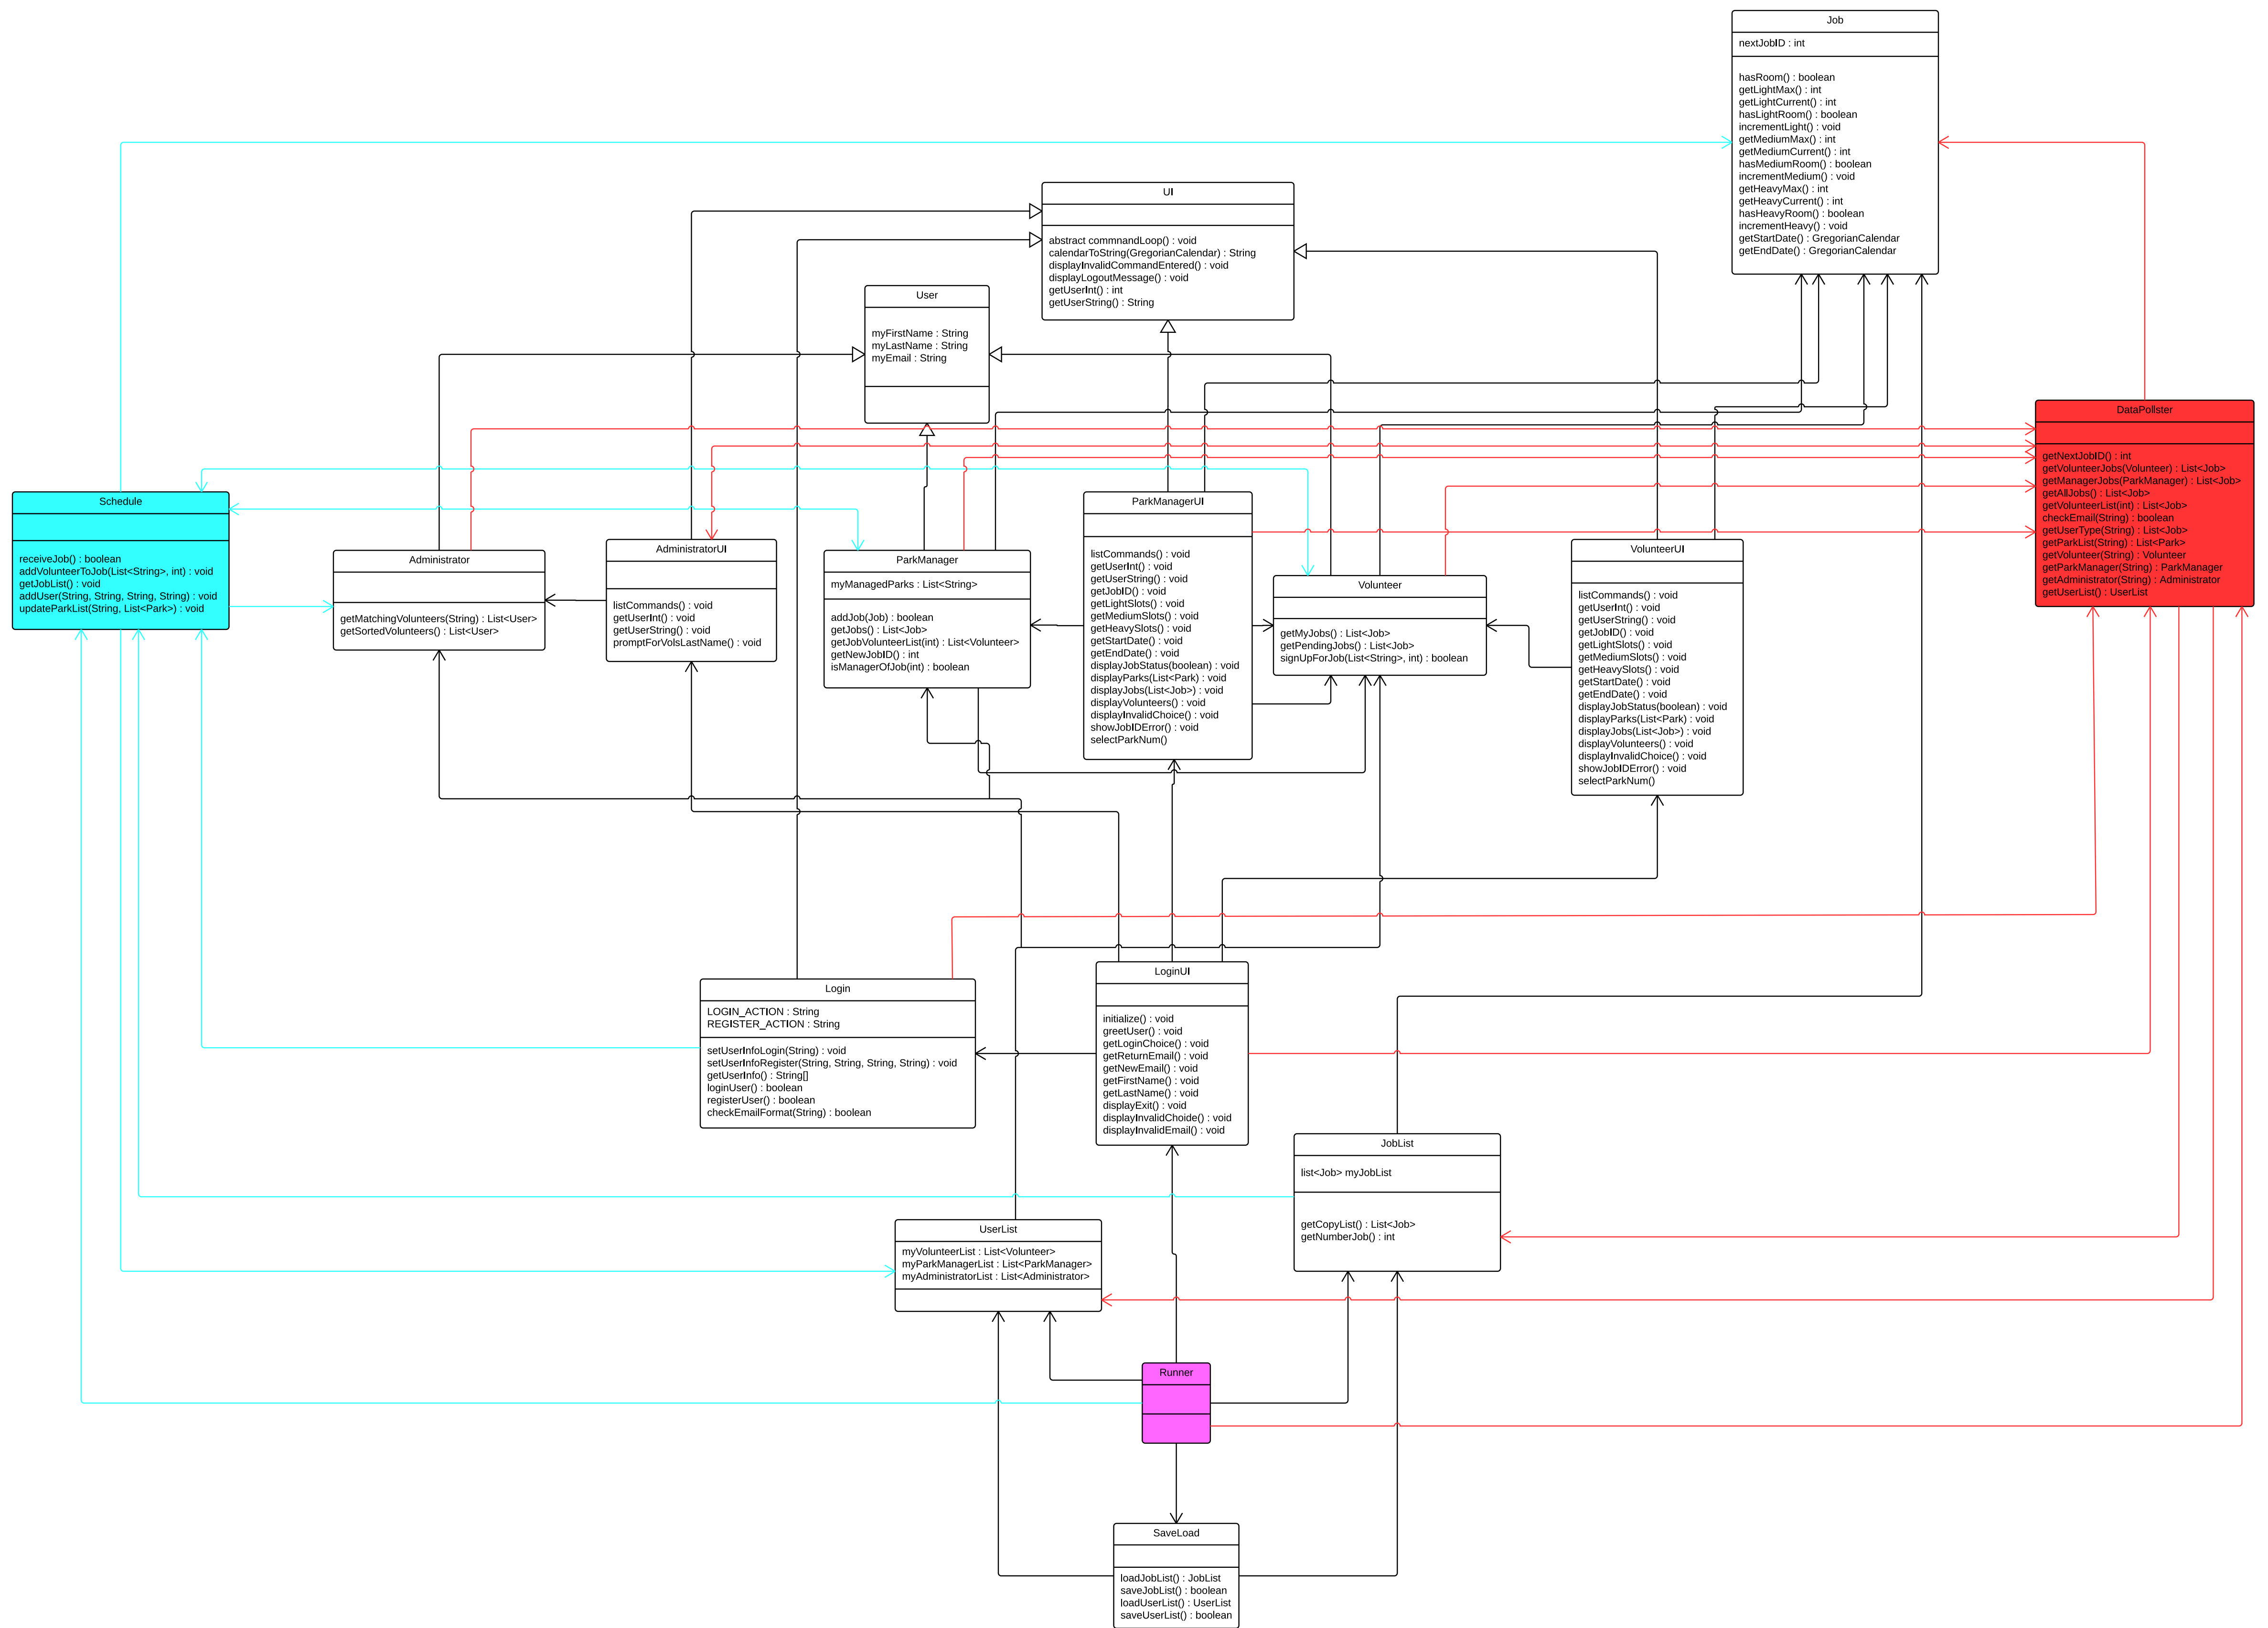 Job
nextJobID : int
hasRoom() : boolean
getLightMax() : int
getLightCurrent() : int
hasLightRoom() : boolean
incrementLight() : void
getMediumMax() : int
getMediumCurrent() : int
hasMediumRoom() : boolean
incrementMedium() : void
getHeavyMax() : int
getHeavyCurrent() : int
hasHeavyRoom() : boolean
incrementHeavy() : void
getStartDate() : GregorianCalendar
getEndDate() : GregorianCalendar
UI
abstract commnandLoop() : void
calendarToString(GregorianCalendar) : String
displayInvalidCommandEntered() : void
displayLogoutMessage() : void
getUserInt() : int
getUserString() : String
User
myFirstName : String
myLastName : String
myEmail : String
DataPollster
getNextJobID() : int
getVolunteerJobs(Volunteer) : List<Job>
getManagerJobs(ParkManager) : List<Job>
getAllJobs() : List<Job>
getVolunteerList(int) : List<Job>
checkEmail(String) : boolean
getUserType(String) : List<Job>
getParkList(String) : List<Park>
getVolunteer(String) : Volunteer
getParkManager(String) : ParkManager
getAdministrator(String) : Administrator
getUserList() : UserList
Schedule
receiveJob() : boolean
addVolunteerToJob(List<String>, int) : void
getJobList() : void
addUser(String, String, String, String) : void
updateParkList(String, List<Park>) : void
Administrator
getMatchingVolunteers(String) : List<User>
getSortedVolunteers() : List<User>
AdministratorUI
listCommands() : void
getUserInt() : void
getUserString() : void
promptForVolsLastName() : void
ParkManager
myManagedParks : List<String>
addJob(Job) : boolean
getJobs() : List<Job>
getJobVolunteerList(int) : List<Volunteer>
getNewJobID() : int
isManagerOfJob(int) : boolean
ParkManagerUI
listCommands() : void
getUserInt() : void
getUserString() : void
getJobID() : void
getLightSlots() : void
getMediumSlots() : void
getHeavySlots() : void
getStartDate() : void
getEndDate() : void
displayJobStatus(boolean) : void
displayParks(List<Park) : void
displayJobs(List<Job>) : void
displayVolunteers() : void
displayInvalidChoice() : void
showJobIDError() : void
selectParkNum()
Volunteer
getMyJobs() : List<Job>
getPendingJobs() : List<Job>
signUpForJob(List<String>, int) : boolean
VolunteerUI
listCommands() : void
getUserInt() : void
getUserString() : void
getJobID() : void
getLightSlots() : void
getMediumSlots() : void
getHeavySlots() : void
getStartDate() : void
getEndDate() : void
displayJobStatus(boolean) : void
displayParks(List<Park) : void
displayJobs(List<Job>) : void
displayVolunteers() : void
displayInvalidChoice() : void
showJobIDError() : void
selectParkNum()
Login
LOGIN_ACTION : String
REGISTER_ACTION : String
setUserInfoLogin(String) : void
setUserInfoRegister(String, String, String, String) : void
getUserInfo() : String[]
loginUser() : boolean
registerUser() : boolean
checkEmailFormat(String) : boolean
LoginUI
initialize() : void
greetUser() : void
getLoginChoice() : void
getReturnEmail() : void
getNewEmail() : void
getFirstName() : void
getLastName() : void
displayExit() : void
displayInvalidChoide() : void
displayInvalidEmail() : void
JobList
list<Job> myJobList
getCopyList() : List<Job>
getNumberJob() : int
UserList
myVolunteerList : List<Volunteer>
myParkManagerList : List<ParkManager>
myAdministratorList : List<Administrator>
Runner
SaveLoad
loadJobList() : JobList
saveJobList() : boolean
loadUserList() : UserList
saveUserList() : boolean